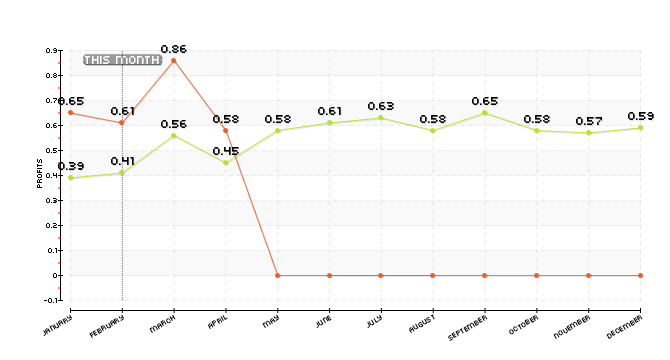 THIS MONTH
0.9
0.8
0.7
0.6
0.5
0.4
0.3
0.2
0.1
0
-0.1
PROFITS
0.65
0.61
0.86
0.58
0.39
0.41
0.56
0.45
0.58
0.61
0.63
0.58
0.65
0.58
0.57
0.59
JANUARY
FEBRUARY
MARCH
APRIL
MAY
JUNE
JULY
AUGUST
SEPTEMBER
OCTOBER
NOVEMBER
DECEMBER